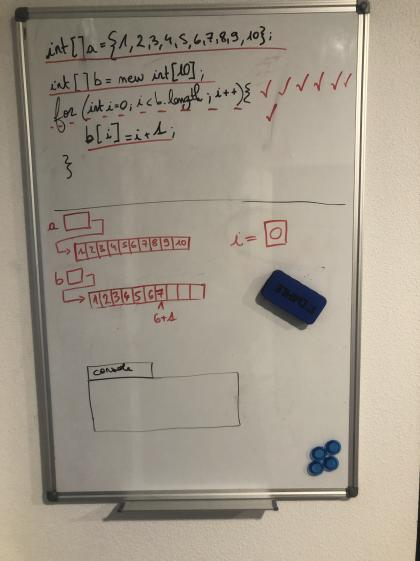 int[] a = {1,2,3,4,5,6,7,8,9,10};
int[] b = new int[10];
for (int i=0; i<b.length; i++){
b[i] = i+1;
}
a
1 2 3 4 5 6 7 8 9 10
i = 0
b
1 2 3 4 5 6 7
6+1
console